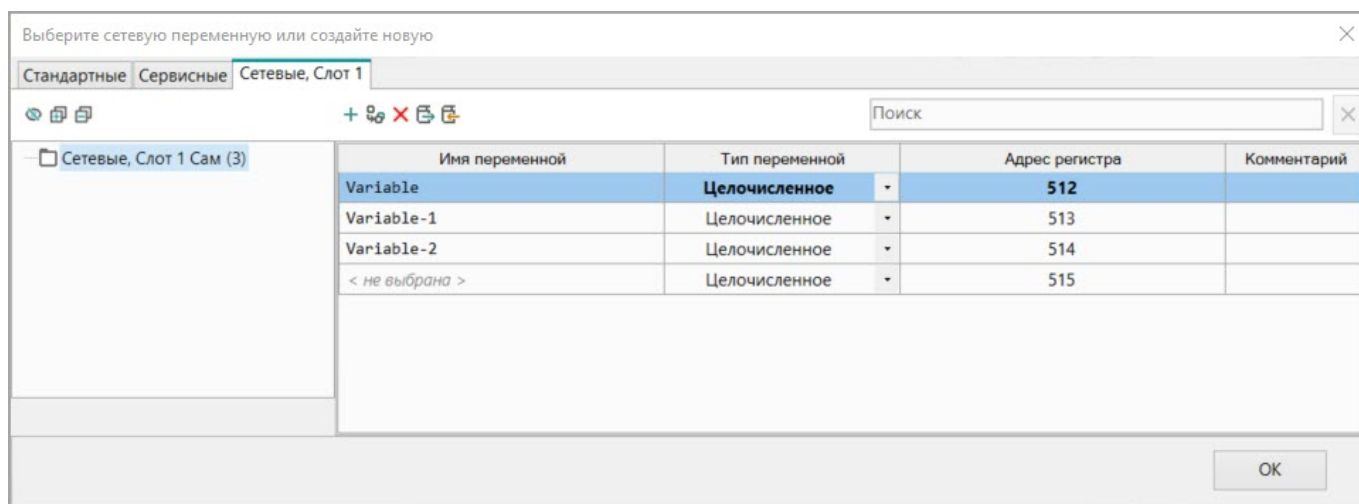 Выберите сетевую переменную или создайте новую
Стандартные Сервисные Сетевые, Слот 1
Поиск
Сетевые, Слот 1 Сам (3)
Имя переменной Тип переменной Адрес регистра Комментарий
Variable Целочисленное 512
Variable-1 Целочисленное 513
Variable-2 Целочисленное 514
< не выбрана > Целочисленное 515
OK